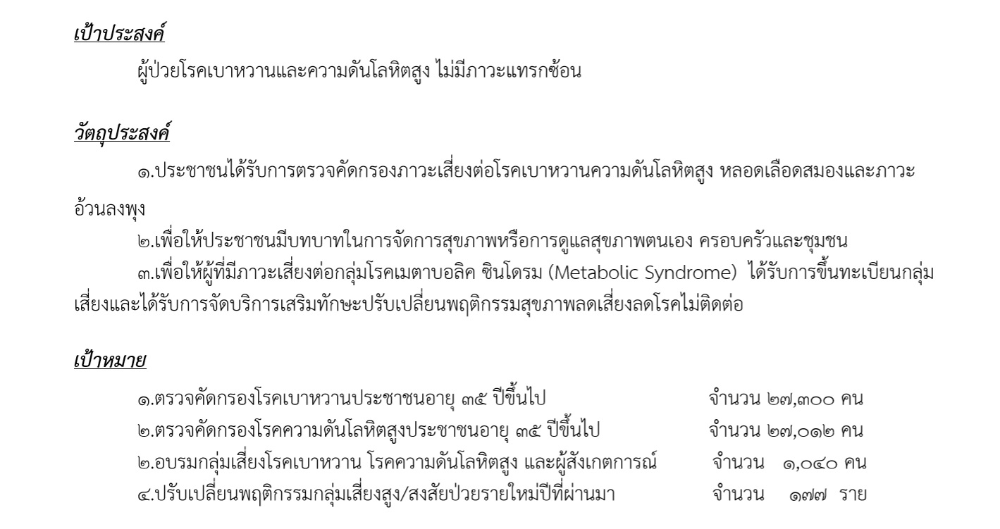 เป้าประสงค์
ผู้ป่วยโรคเบาหวานและความดันโลหิตสูง ไม่มีภาวะแทรกซ้อน
วัตถุประสงค์
๑.ประชาชนได้รับการตรวจคัดกรองภาวะเสี่ยงต่อโรคเบาหวานความดันโลหิตสูง หลอดเลือดสมองและภาวะ
อ้วนลงพุง
๒.เพื่อให้ประชาชนมีบทบาทในการจัดการสุขภาพหรือการดูแลสุขภาพตนเอง ครอบครัวและชุมชน
๓.เพื่อให้ผู้ที่มีภาวะเสี่ยงต่อกลุ่มโรคเมตาบอลิค ซินโดรม (Metabolic Syndrome) ได้รับการขึ้นทะเบียนกลุ่ม
เสี่ยงและได้รับการจัดบริการเสริมทักษะปรับเปลี่ยนพฤติกรรมสุขภาพลดเสี่ยงลดโรคไม่ติดต่อ
เป้าหมาย
๑.ตรวจคัดกรองโรคเบาหวานประชาชนอายุ ๓๕ ปีขึ้นไป จำนวน ๒๗,๓๐๐ คน
๒.ตรวจคัดกรองโรคความดันโลหิตสูงประชาชนอายุ ๓๕ ปีขึ้นไป จำนวน ๒๗,๐๑๒ คน
๒.อบรมกลุ่มเสี่ยงโรคเบาหวาน โรคความดันโลหิตสูง และผู้สังเกตการณ์ จำนวน ๑,๐๔๐ คน
๔.ปรับเปลี่ยนพฤติกรรมกลุ่มเสี่ยงสูง/สงสัยป่วยรายใหม่ปีที่ผ่านมา จำนวน ๑๗๗ ราย